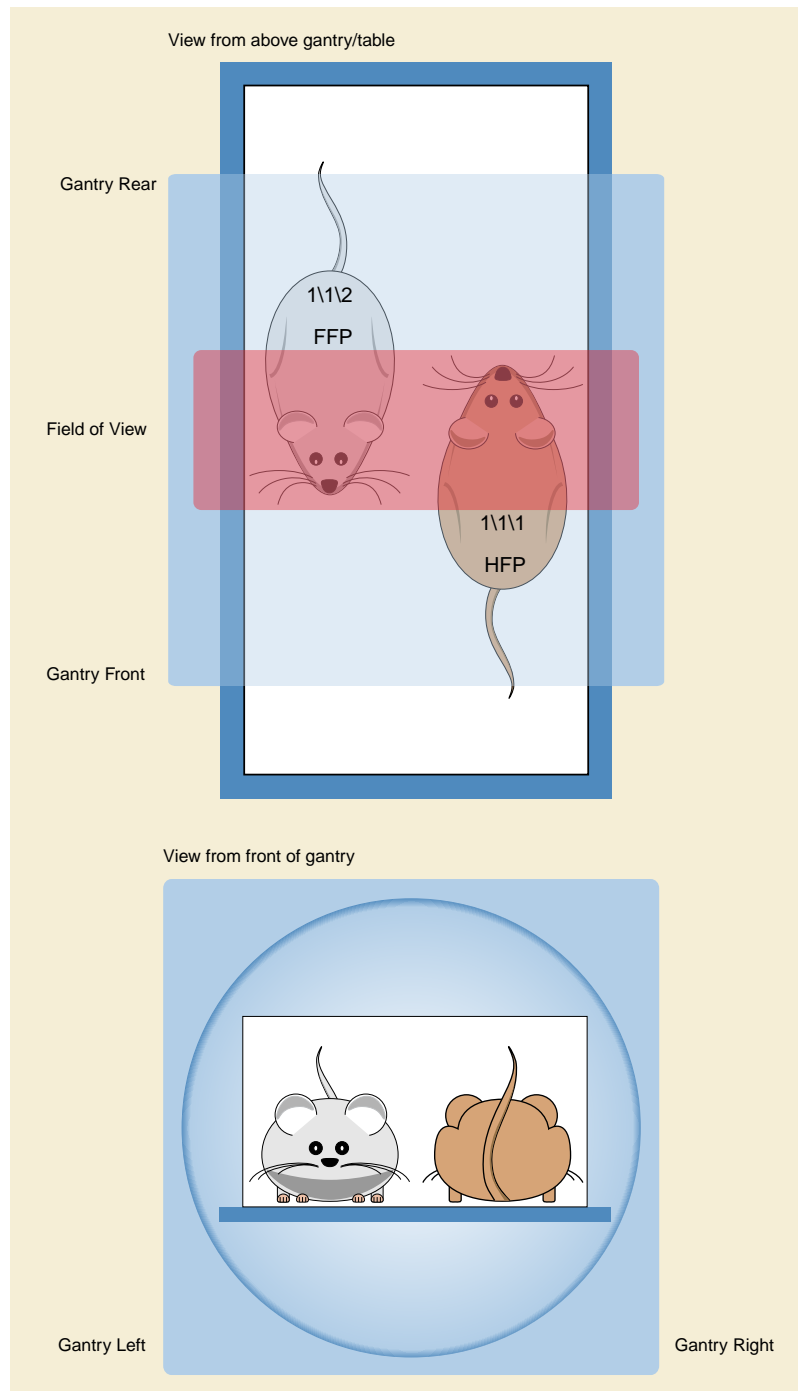 View from above gantry/table
Gantry Rear
1\1\2
FFP
Field of View
1\1\1
HFP
Gantry Front
View from front of gantry
Gantry Left
Gantry Right